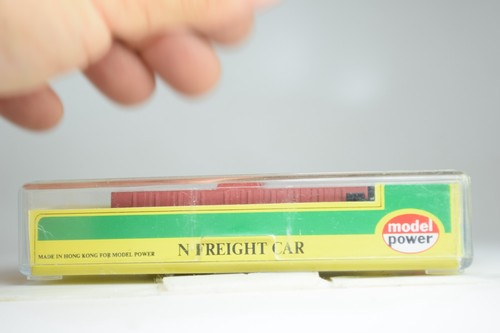 model
power
MADE IN HONG KONG FOR MODEL POWER
N FREIGHT CAR